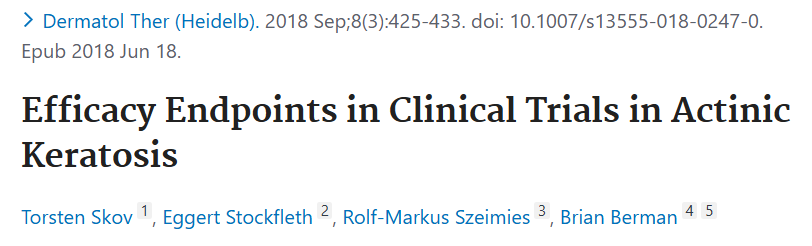 > Dermatol Ther (Heidelb). 2018 Sep;8(3):425-433. doi: 10.1007/s13555-018-0247-0.
Epub 2018 Jun 18.
Efficacy Endpoints in Clinical Trials in Actinic
Keratosis
Torsten Skov 1, Eggert Stockfleth 2, Rolf-Markus Szeimies 3, Brian Berman 4 5